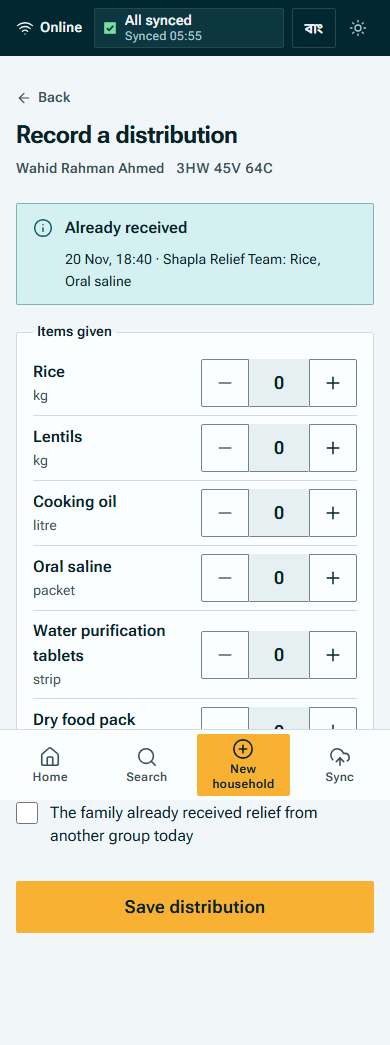 Online
All synced
Synced 05:55
বাং
Back
Record a distribution
Wahid Rahman Ahmed 3HW 45V 64C
Already received
20 Nov, 18:40 · Shapla Relief Team: Rice,
Oral saline
Items given
Rice
kg
0
Lentils
kg
0
Cooking oil
litre
0
Oral saline
packet
0
Water purification
tablets
strip
0
Dry food pack
Home
Search
New
household
Sync
The family already received relief from
another group today
Save distribution